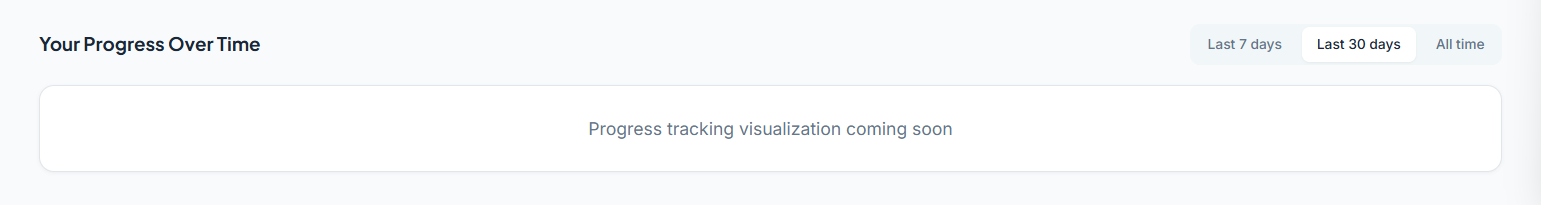 Your Progress Over Time
Last 7 days
Last 30 days
All time
Progress tracking visualization coming soon